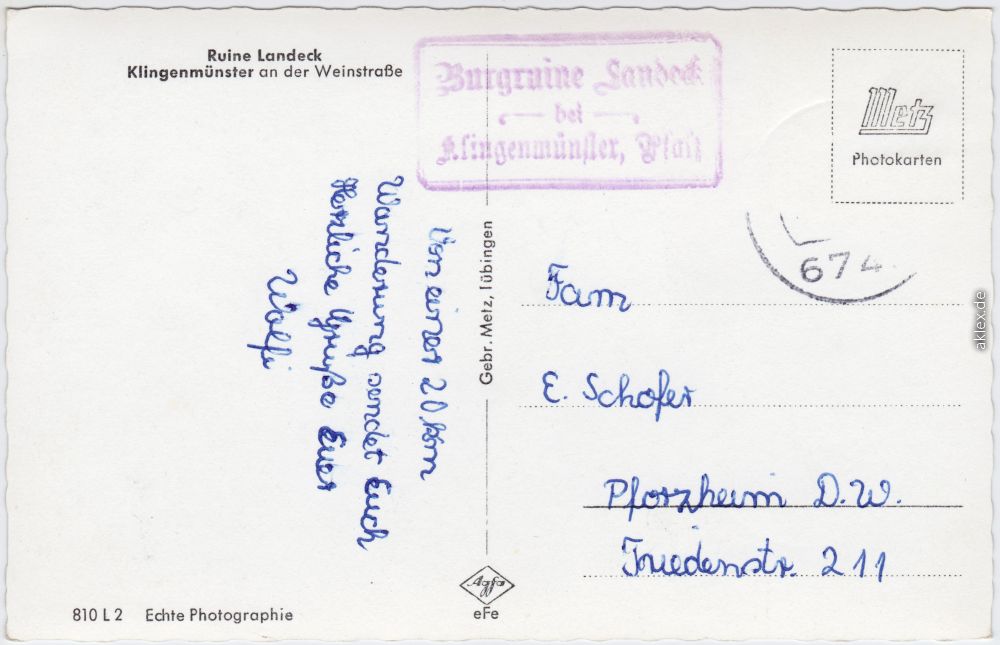 Ruine Landeck
Klingenmünster an der Weinstraße
Burgruine Landeck
bei
Klingenmünster, Pfalz
Metz
Photokarten
674
Von einer 20 km
Wanderung sendet Euch
Herzliche Grüße Euer
Wolfi
Gebr. Metz, Tübingen
Fam
E. Schofer
Pforzheim D.W.
Friedenstr. 211
Agfa
eFe
810 L 2 Echte Photographie
aklex.de